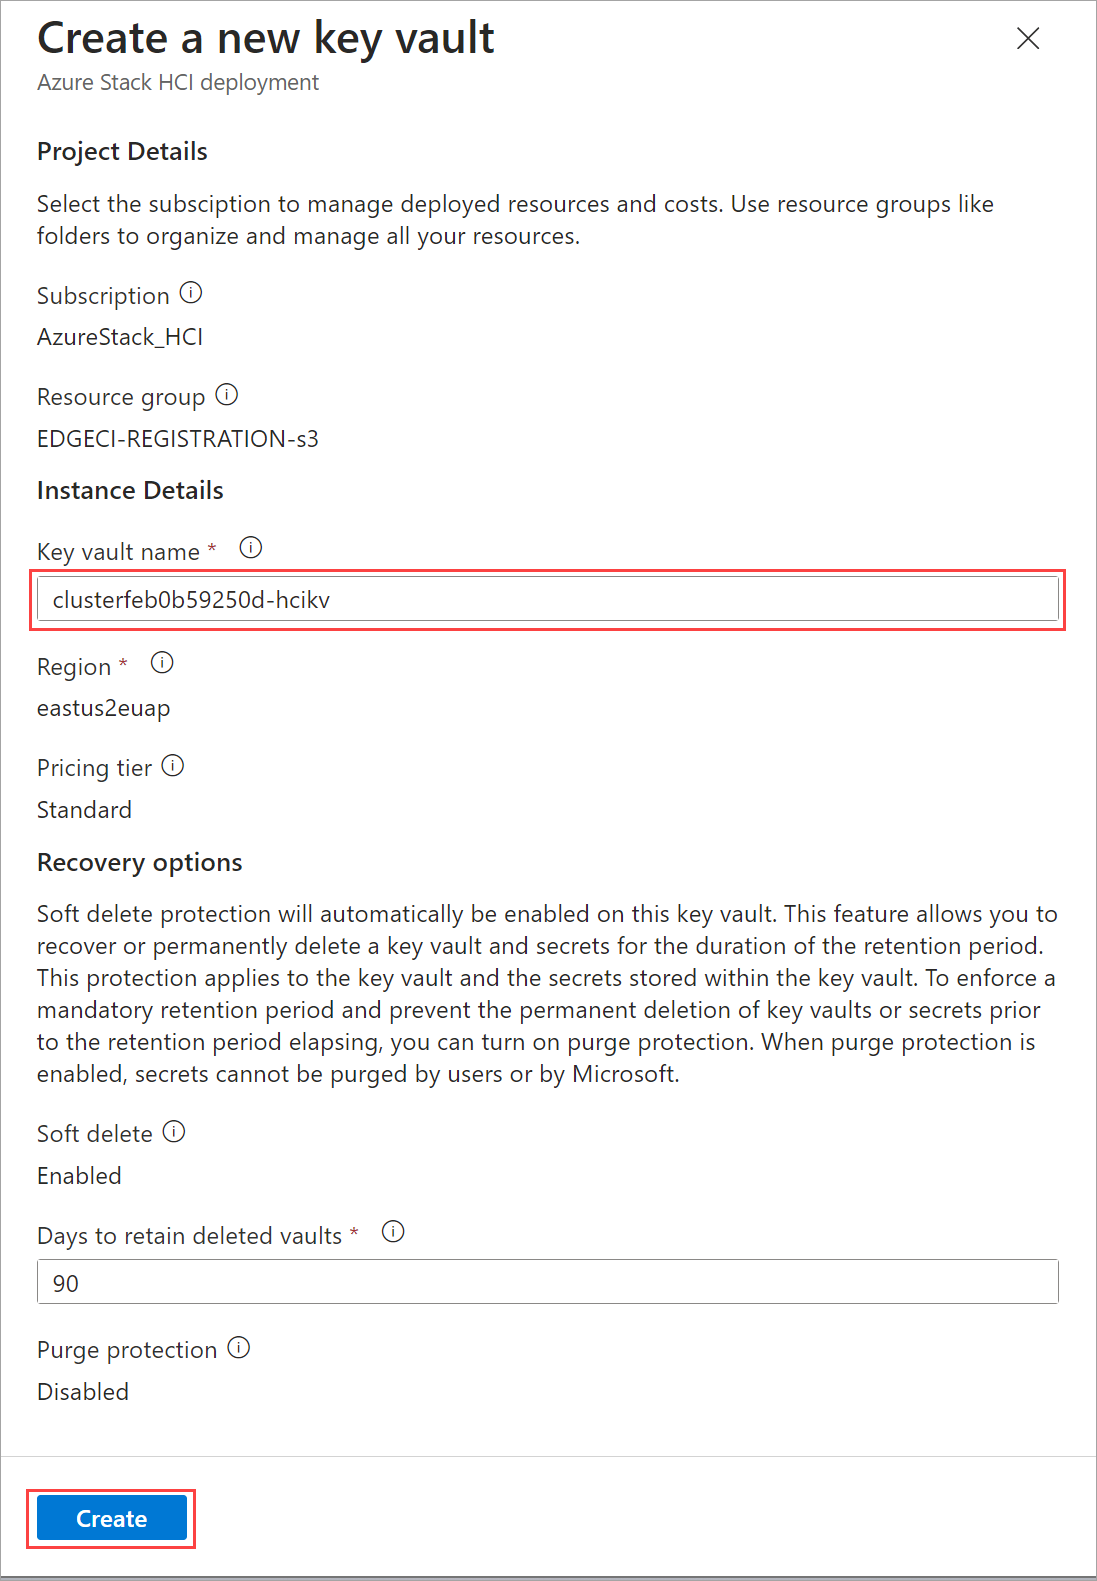 Create a new key vault
Azure Stack HCI deployment
Project Details
Select the subsciption to manage deployed resources and costs. Use resource groups like
folders to organize and manage all your resources.
Subscription
AzureStack_HCI
Resource group
EDGECI-REGISTRATION-s3
Instance Details
Key vault name *
clusterfeb0b59250d-hcikv
Region *
eastus2euap
Pricing tier
Standard
Recovery options
Soft delete protection will automatically be enabled on this key vault. This feature allows you to
recover or permanently delete a key vault and secrets for the duration of the retention period.
This protection applies to the key vault and the secrets stored within the key vault. To enforce a
mandatory retention period and prevent the permanent deletion of key vaults or secrets prior
to the retention period elapsing, you can turn on purge protection. When purge protection is
enabled, secrets cannot be purged by users or by Microsoft.
Soft delete
Enabled
Days to retain deleted vaults *
90
Purge protection
Disabled
Create